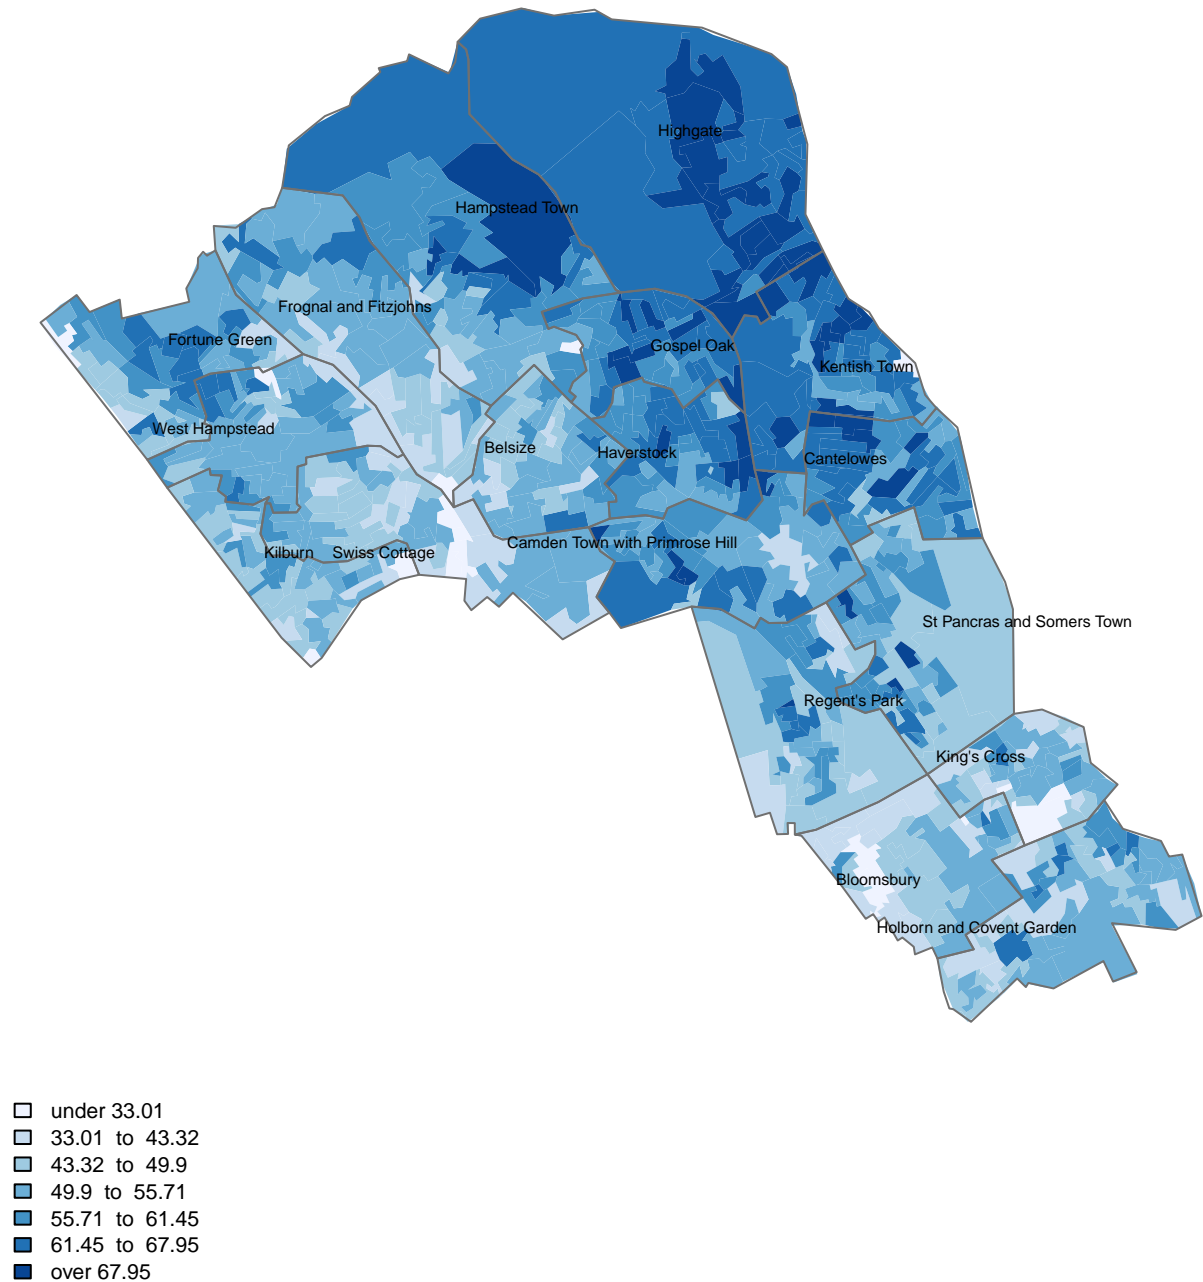 Highgate
Hampstead Town
Frognal and Fitzjohns
Fortune Green
Gospel Oak
Kentish Town
West Hampstead
Belsize
Haverstock
Cantelowes
Camden Town with Primrose Hill
Kilburn
Swiss Cottage
St Pancras and Somers Town
Regent's Park
King's Cross
Bloomsbury
Holborn and Covent Garden
under 33.01
33.01 to 43.32
43.32 to 49.9
49.9 to 55.71
55.71 to 61.45
61.45 to 67.95
over 67.95